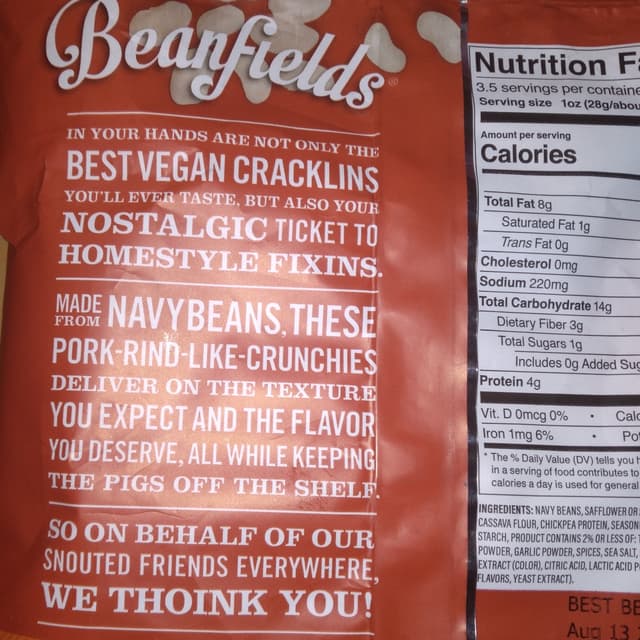 Beanfields
IN YOUR HANDS ARE NOT ONLY THE
BEST VEGAN CRACKLINS
YOU'LL EVER TASTE, BUT ALSO YOUR
NOSTALGIC TICKET TO
HOMESTYLE FIXINS.
MADE FROM NAVY BEANS, THESE
PORK-RIND-LIKE-CRUNCHIES
DELIVER ON THE TEXTURE
YOU EXPECT AND THE FLAVOR
YOU DESERVE, ALL WHILE KEEPING
THE PIGS OFF THE SHELF.
SO ON BEHALF OF OUR
SNOUTED FRIENDS EVERYWHERE,
WE THOINK YOU!
Nutrition
3.5 servings per
Serving size 1oz (28g/
Amount per serving
Calories
Total Fat 8g
Saturated Fat 1g
Trans Fat 0g
Cholesterol 0mg
Sodium 220mg
Total Carbohydrate 14g
Dietary Fiber 3g
Total Sugars 1g
Includes 0g Added
Protein 4g
Vit. D 0mcg 0% •
Iron 1mg 6% •
* The % Daily Value (DV) tells you
in a serving of food contributes to
calories a day is used for general
INGREDIENTS: NAVY BEANS, SAFFLOWER OR
CASSAVA FLOUR, CHICKPEA PROTEIN,
STARCH, PRODUCT CONTAINS 2% OR LESS OF:
POWDER, GARLIC POWDER, SPICES, SEA SALT,
EXTRACT (COLOR), CITRIC ACID, LACTIC ACID
FLAVORS, YEAST EXTRACT).
BEST
Aug 13